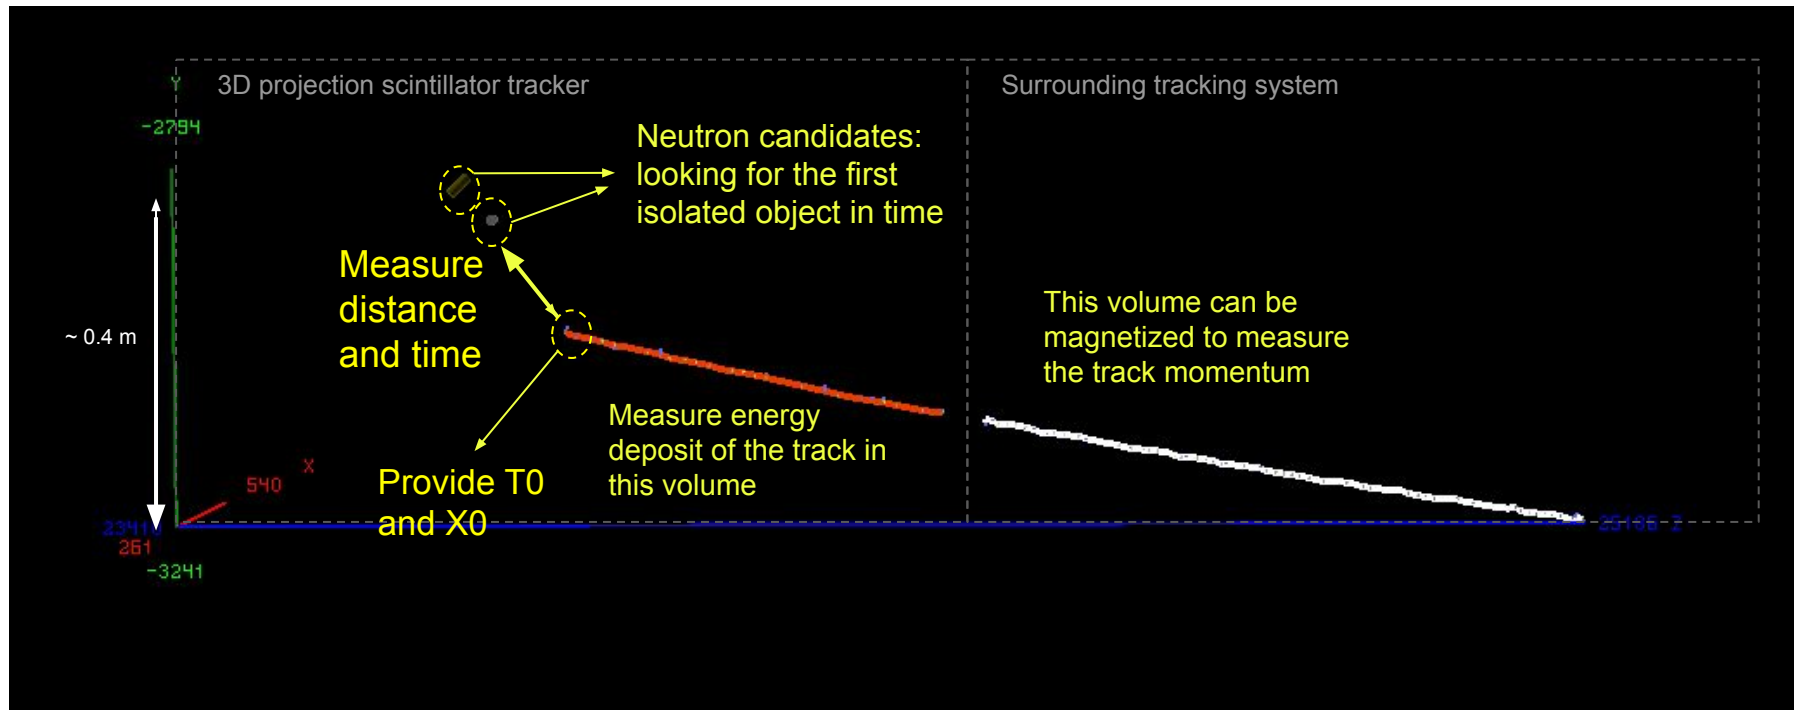 3D projection scintillator tracker
Surrounding tracking system
Y
-2794
Neutron candidates:
looking for the first
isolated object in time
Measure
distance
and time
~ 0.4 m
This volume can be
magnetized to measure
the track momentum
Measure energy
deposit of the track in
this volume
X
540
Provide T0
and X0
261
-3241
25186 Z